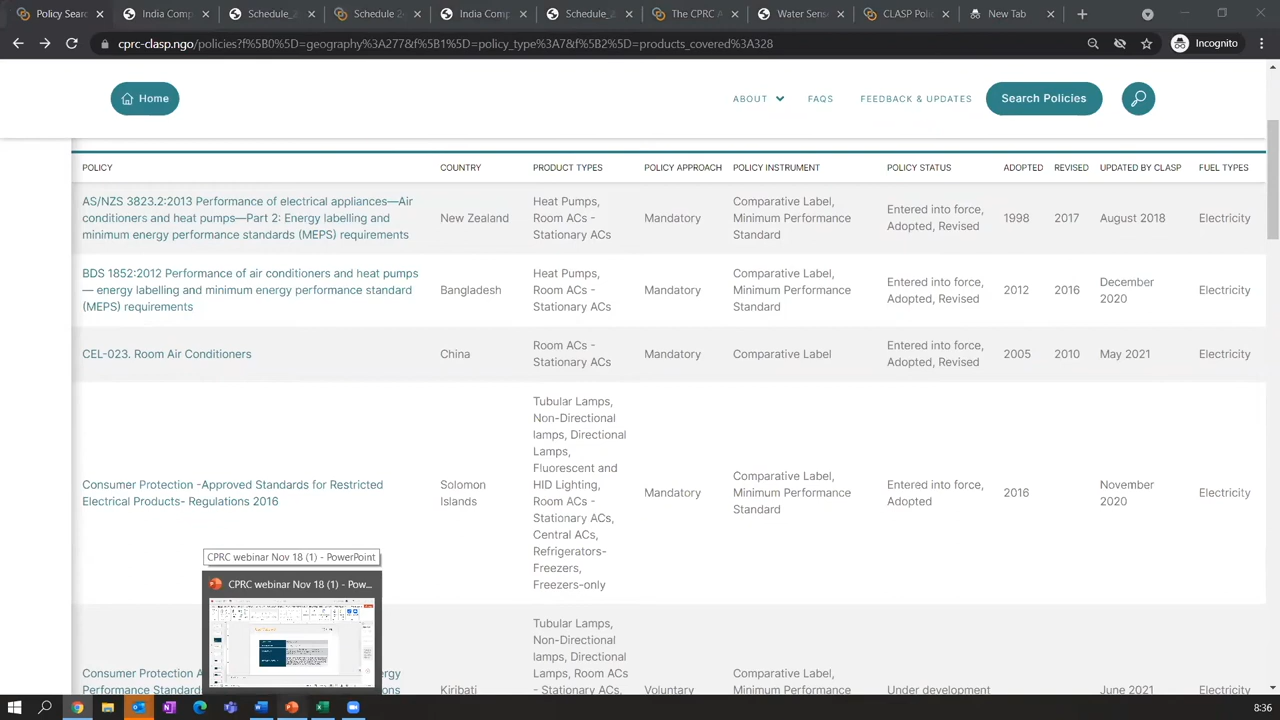 Policy Search
India Comp
Schedule_
Schedule 2
India Comp
Schedule_
The CPRC A
Water Sense
CLASP Poli
New Tab
cprc-clasp.ngo/policies?f%5B0%5D=geography%3A277&f%5B1%5D=policy_type%3A7&f%5B2%5D=products_covered%3A328
Incognito
Home
ABOUT
FAQS
FEEDBACK & UPDATES
Search Policies
POLICY COUNTRY PRODUCT TYPES POLICY APPROACH POLICY INSTRUMENT POLICY STATUS ADOPTED REVISED UPDATED BY CLASP FUEL TYPES
AS/NZS 3823.2:2013 Performance of electrical appliances—Air
conditioners and heat pumps—Part 2: Energy labelling and
minimum energy performance standards (MEPS) requirements
New Zealand
Heat Pumps,
Room ACs -
Stationary ACs
Mandatory
Comparative Label,
Minimum Performance
Standard
Entered into force,
Adopted, Revised
1998
2017
August 2018
Electricity
BDS 1852:2012 Performance of air conditioners and heat pumps
— energy labelling and minimum energy performance standard
(MEPS) requirements
Bangladesh
Heat Pumps,
Room ACs -
Stationary ACs
Mandatory
Comparative Label,
Minimum Performance
Standard
Entered into force,
Adopted, Revised
2012
2016
December
2020
Electricity
CEL-023. Room Air Conditioners
China
Room ACs -
Stationary ACs
Mandatory
Comparative Label
Entered into force,
Adopted, Revised
2005
2010
May 2021
Electricity
Consumer Protection -Approved Standards for Restricted
Electrical Products- Regulations 2016
Solomon
Islands
Tubular Lamps,
Non-Directional
lamps, Directional
Lamps,
Fluorescent and
HID Lighting,
Room ACs -
Stationary ACs,
Central ACs,
Refrigerators-
Freezers,
Freezers-only
Mandatory
Comparative Label,
Minimum Performance
Standard
Entered into force,
Adopted
2016
November
2020
Electricity
CPRC webinar Nov 18 (1) - PowerPoint
CPRC webinar Nov 18 (1) - Pow...
Consumer Protection
Performance Standard
Kiribati
Tubular Lamps,
Non-Directional
lamps, Directional
Lamps, Room ACs
- Stationary ACs,
Voluntary
Comparative Label,
Minimum Performance
Under development
June 2021
Electricity
8:36